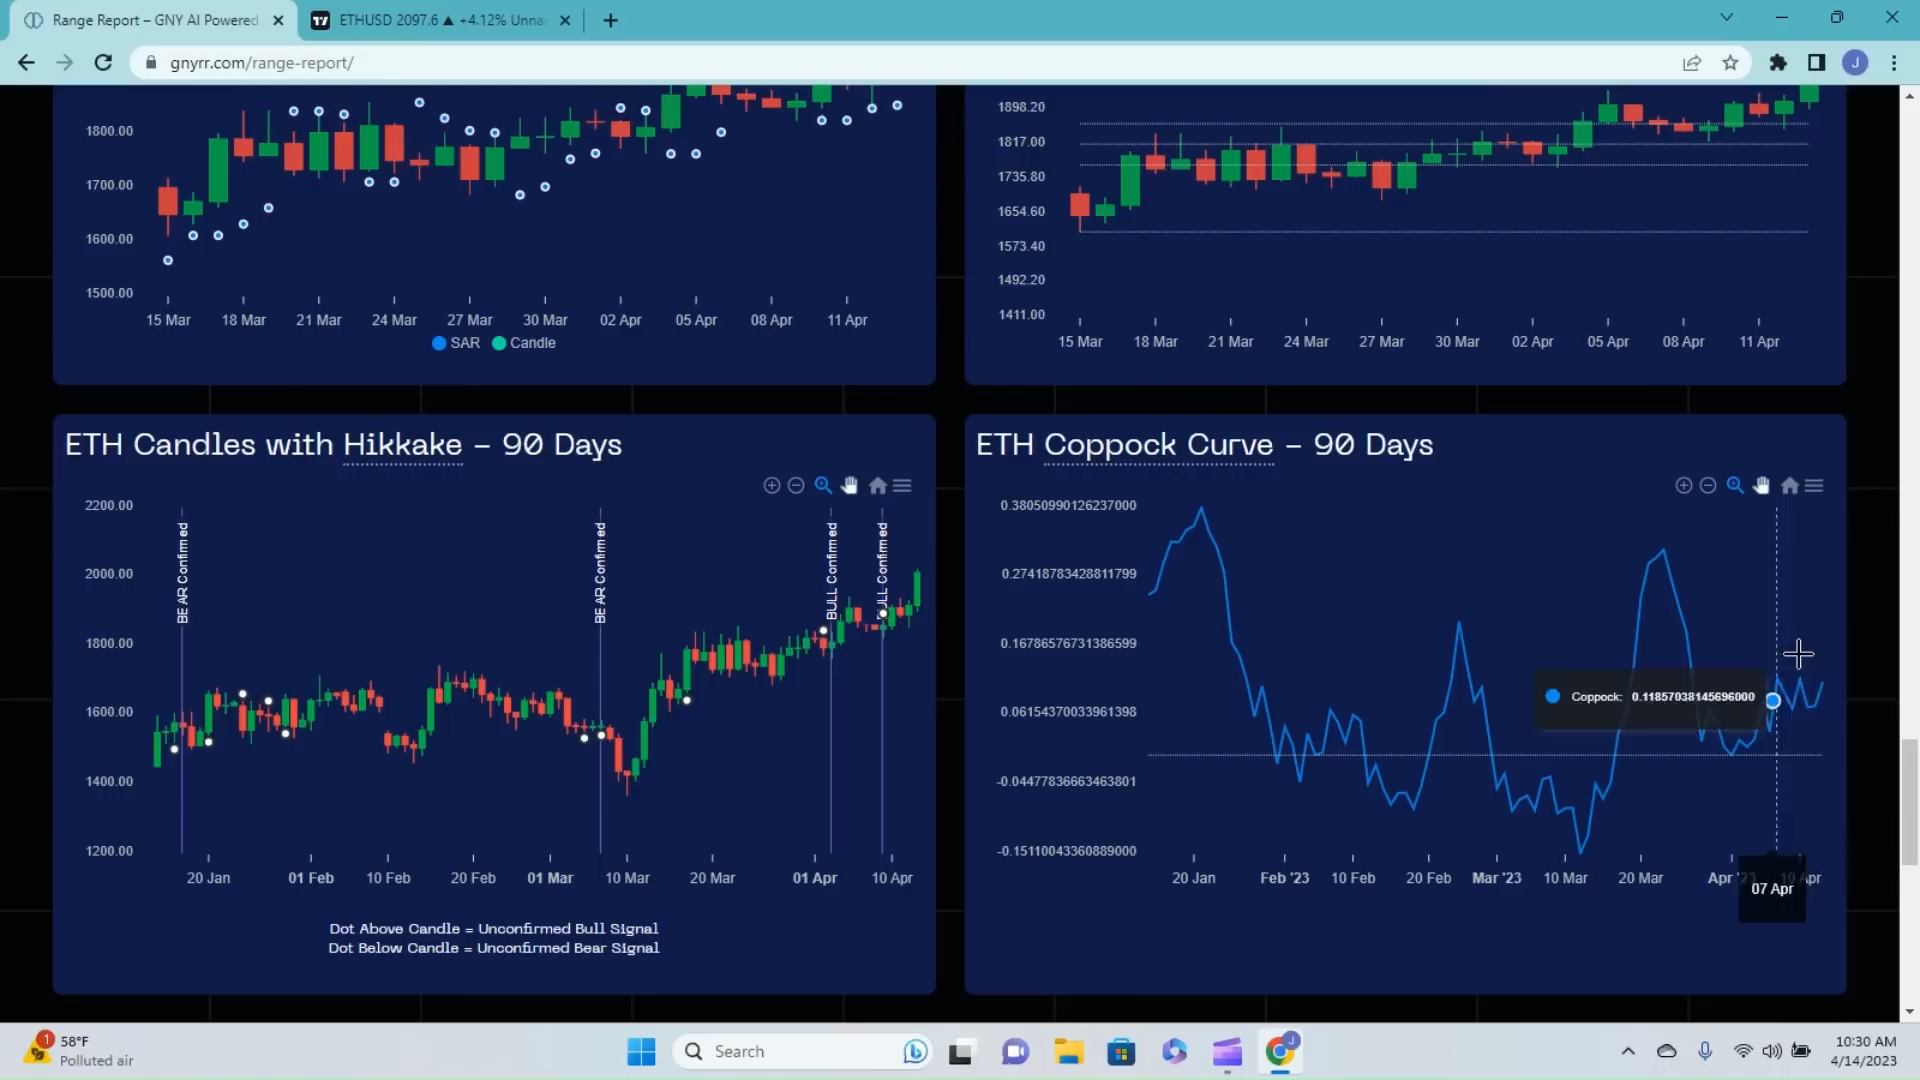 Range Report – GNY AI Powered
ETHUSD 2097.6 ▲ +4.12% Unna
gnyrr.com/range-report/
J
1800.00
1700.00
1600.00
1500.00
15 Mar 18 Mar 21 Mar 24 Mar 27 Mar 30 Mar 02 Apr 05 Apr 08 Apr 11 Apr
SAR Candle
1898.20
1817.00
1735.80
1654.60
1573.40
1492.20
1411.00
15 Mar 18 Mar 21 Mar 24 Mar 27 Mar 30 Mar 02 Apr 05 Apr 08 Apr 11 Apr
ETH Candles with Hikkake – 90 Days
2200.00
2000.00
1800.00
1600.00
1400.00
1200.00
BEAR Confirmed
BEAR Confirmed
BULL Confirmed
BULL Confirmed
20 Jan 01 Feb 10 Feb 20 Feb 01 Mar 10 Mar 20 Mar 01 Apr 10 Apr
Dot Above Candle = Unconfirmed Bull Signal
Dot Below Candle = Unconfirmed Bear Signal
ETH Coppock Curve – 90 Days
0.38050990126237000
0.27418783428811799
0.16786576731386599
0.06154370033961398
-0.04477836663463801
-0.15110043360889000
Coppock: 0.11857038145696000
20 Jan Feb '23 10 Feb 20 Feb Mar '23 10 Mar 20 Mar Apr '23 10 Apr
07 Apr
1
58°F
Polluted air
Search
J
10:30 AM
4/14/2023